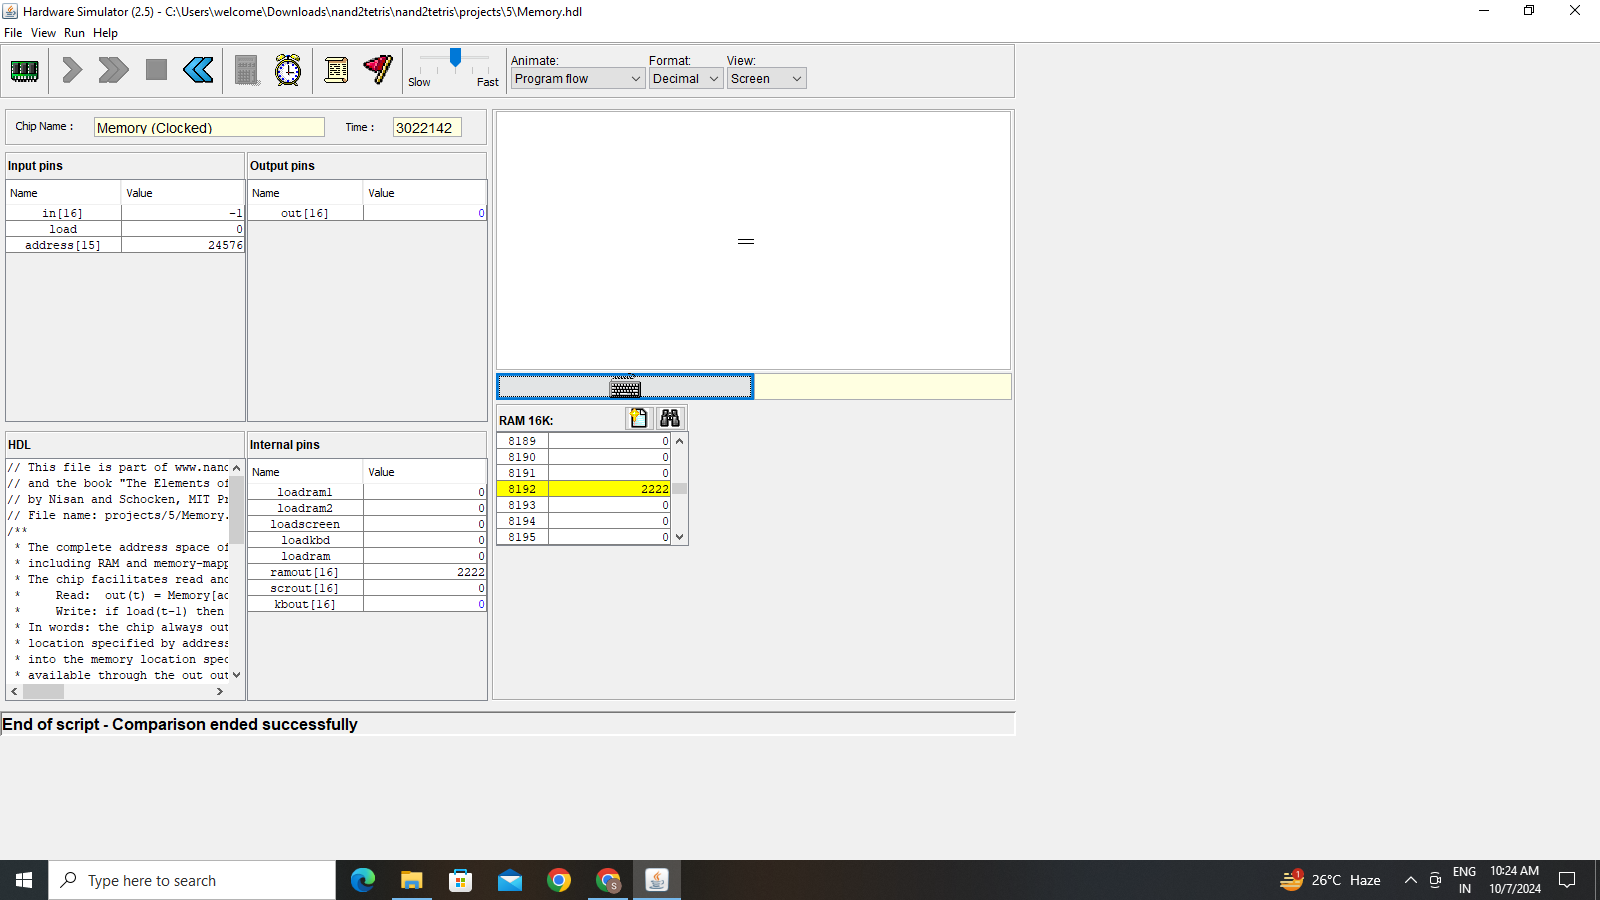 Hardware Simulator (2.5) - C:\Users\welcome\Downloads\nand2tetris\nand2tetris\projects\5\Memory.hdl
File View Run Help
Slow Fast
Animate: Format: View:
Program flow Decimal Screen
Chip Name : Memory (Clocked) Time : 3022142
Input pins
Name Value
in[16] -1
load 0
address[15] 24576
Output pins
Name Value
out[16] 0
HDL
// This file is part of www.nand
// and the book "The Elements of
// by Nisan and Schocken, MIT Pr
// File name: projects/5/Memory.
/**
* The complete address space of
* including RAM and memory-mapp
* The chip facilitates read and
* Read: out(t) = Memory[ad
* Write: if load(t-1) then
* In words: the chip always out
* location specified by address
* into the memory location spec
* available through the out out
Internal pins
Name Value
loadram1 0
loadram2 0
loadscreen 0
loadkbd 0
loadram 0
ramout[16] 2222
scrout[16] 0
kbout[16] 0
RAM 16K:
8189 0
8190 0
8191 0
8192 2222
8193 0
8194 0
8195 0
End of script - Comparison ended successfully
Type here to search
S
1
26°C Haze
ENG
IN
10:24 AM
10/7/2024